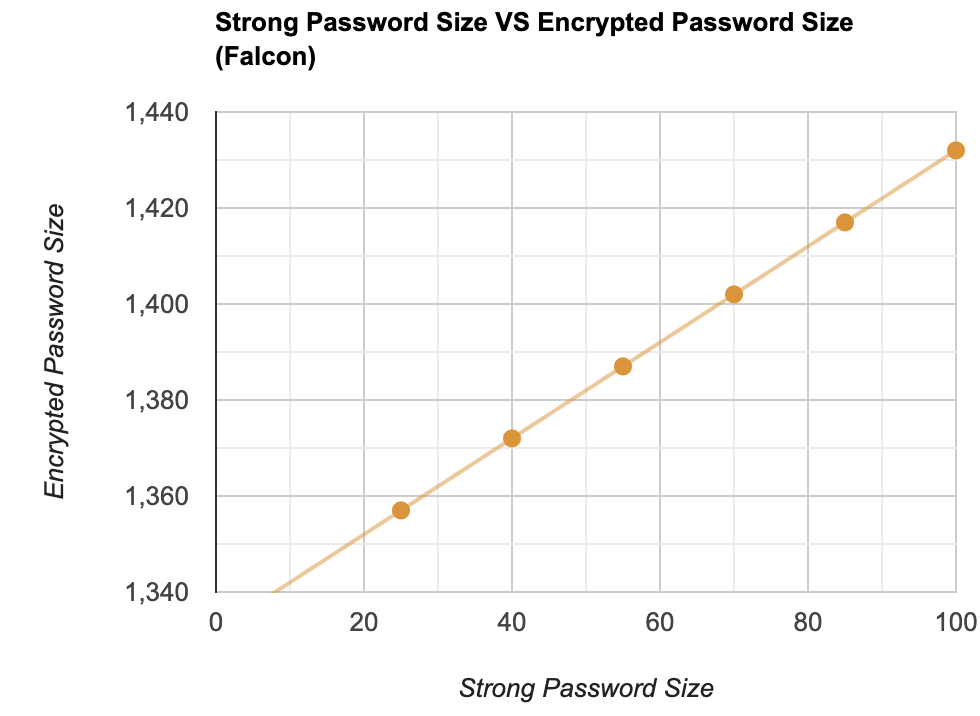 Strong Password Size VS Encrypted Password Size
(Falcon)
1,440
1,420
1,400
1,380
1,360
1,340
Encrypted Password Size
0 20 40 60 80 100
Strong Password Size